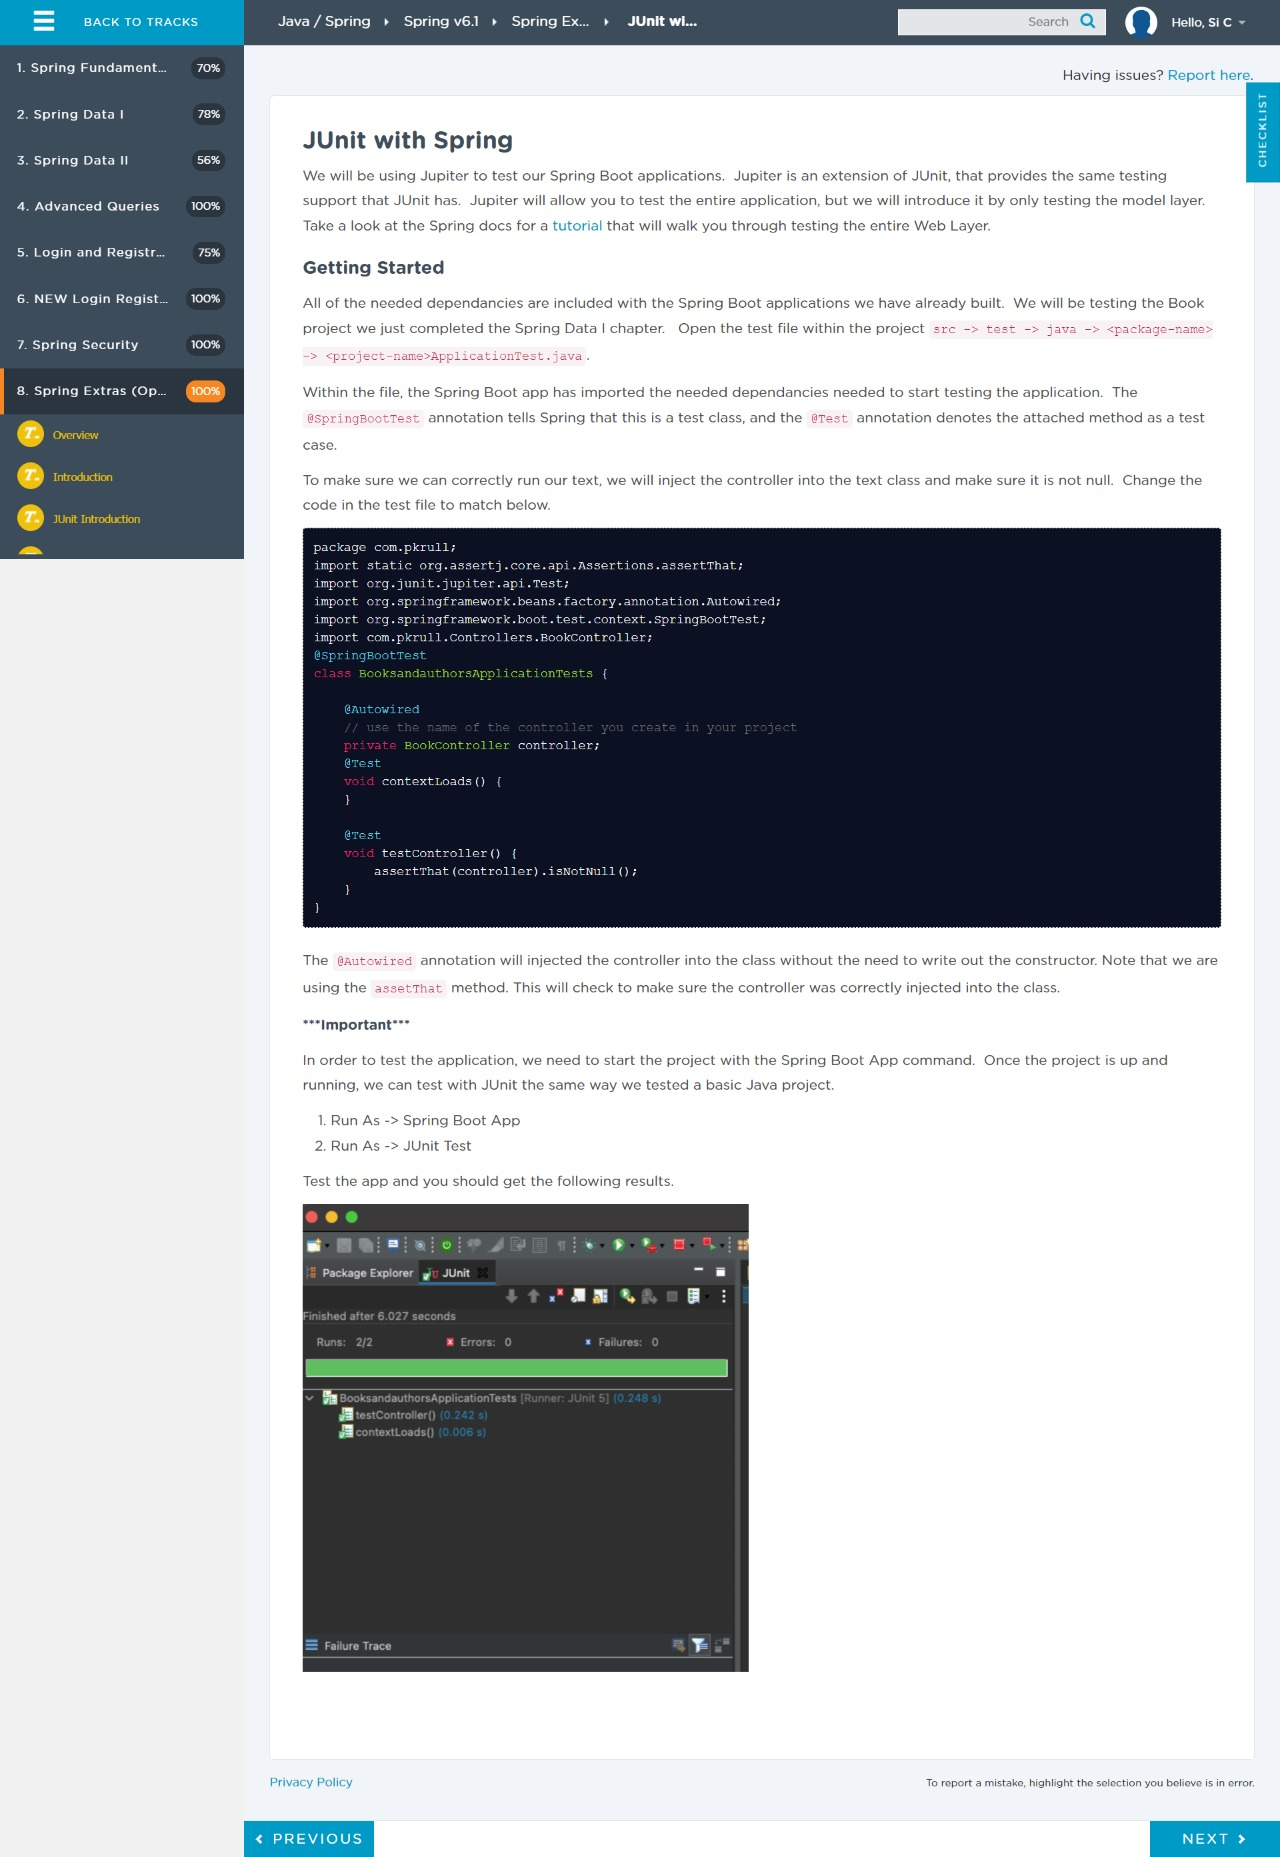 BACK TO TRACKS
Java / Spring
Spring v6.1
Spring Ex...
JUnit wi...
Search
Hello, Si C
1. Spring Fundament... 70%
2. Spring Data I 78%
3. Spring Data II 56%
4. Advanced Queries 100%
5. Login and Registr... 75%
6. NEW Login Regist... 100%
7. Spring Security 100%
8. Spring Extras (Op... 100%
T. Overview
T. Introduction
T. JUnit Introduction
Having issues? Report here.
CHECKLIST
JUnit with Spring
We will be using Jupiter to test our Spring Boot applications. Jupiter is an extension of JUnit, that provides the same testing
support that JUnit has. Jupiter will allow you to test the entire application, but we will introduce it by only testing the model layer.
Take a look at the Spring docs for a tutorial that will walk you through testing the entire Web Layer.
Getting Started
All of the needed dependancies are included with the Spring Boot applications we have already built. We will be testing the Book
project we just completed the Spring Data I chapter. Open the test file within the project src -> test -> java -> <package-name>
-> <project-name>ApplicationTest.java.
Within the file, the Spring Boot app has imported the needed dependancies needed to start testing the application. The
@SpringBootTest annotation tells Spring that this is a test class, and the @Test annotation denotes the attached method as a test
case.
To make sure we can correctly run our text, we will inject the controller into the text class and make sure it is not null. Change the
code in the test file to match below.
package com.pkrull;
import static org.assertj.core.api.Assertions.assertThat;
import org.junit.jupiter.api.Test;
import org.springframework.beans.factory.annotation.Autowired;
import org.springframework.boot.test.context.SpringBootTest;
import com.pkrull.Controllers.BookController;
@SpringBootTest
class BooksandauthorsApplicationTests {
@Autowired
// use the name of the controller you create in your project
private BookController controller;
@Test
void contextLoads() {
}
@Test
void testController() {
assertThat(controller).isNotNull();
}
}
The @Autowired annotation will injected the controller into the class without the need to write out the constructor. Note that we are
using the assetThat method. This will check to make sure the controller was correctly injected into the class.
***Important***
In order to test the application, we need to start the project with the Spring Boot App command. Once the project is up and
running, we can test with JUnit the same way we tested a basic Java project.
1. Run As -> Spring Boot App
2. Run As -> JUnit Test
Test the app and you should get the following results.
Package Explorer
JUnit
Finished after 6.027 seconds
Runs: 2/2 Errors: 0 Failures: 0
BooksandauthorsApplicationTests [Runner: JUnit 5] (0.248 s)
testController() (0.242 s)
contextLoads() (0.006 s)
Failure Trace
Privacy Policy
To report a mistake, highlight the selection you believe is in error.
PREVIOUS
NEXT